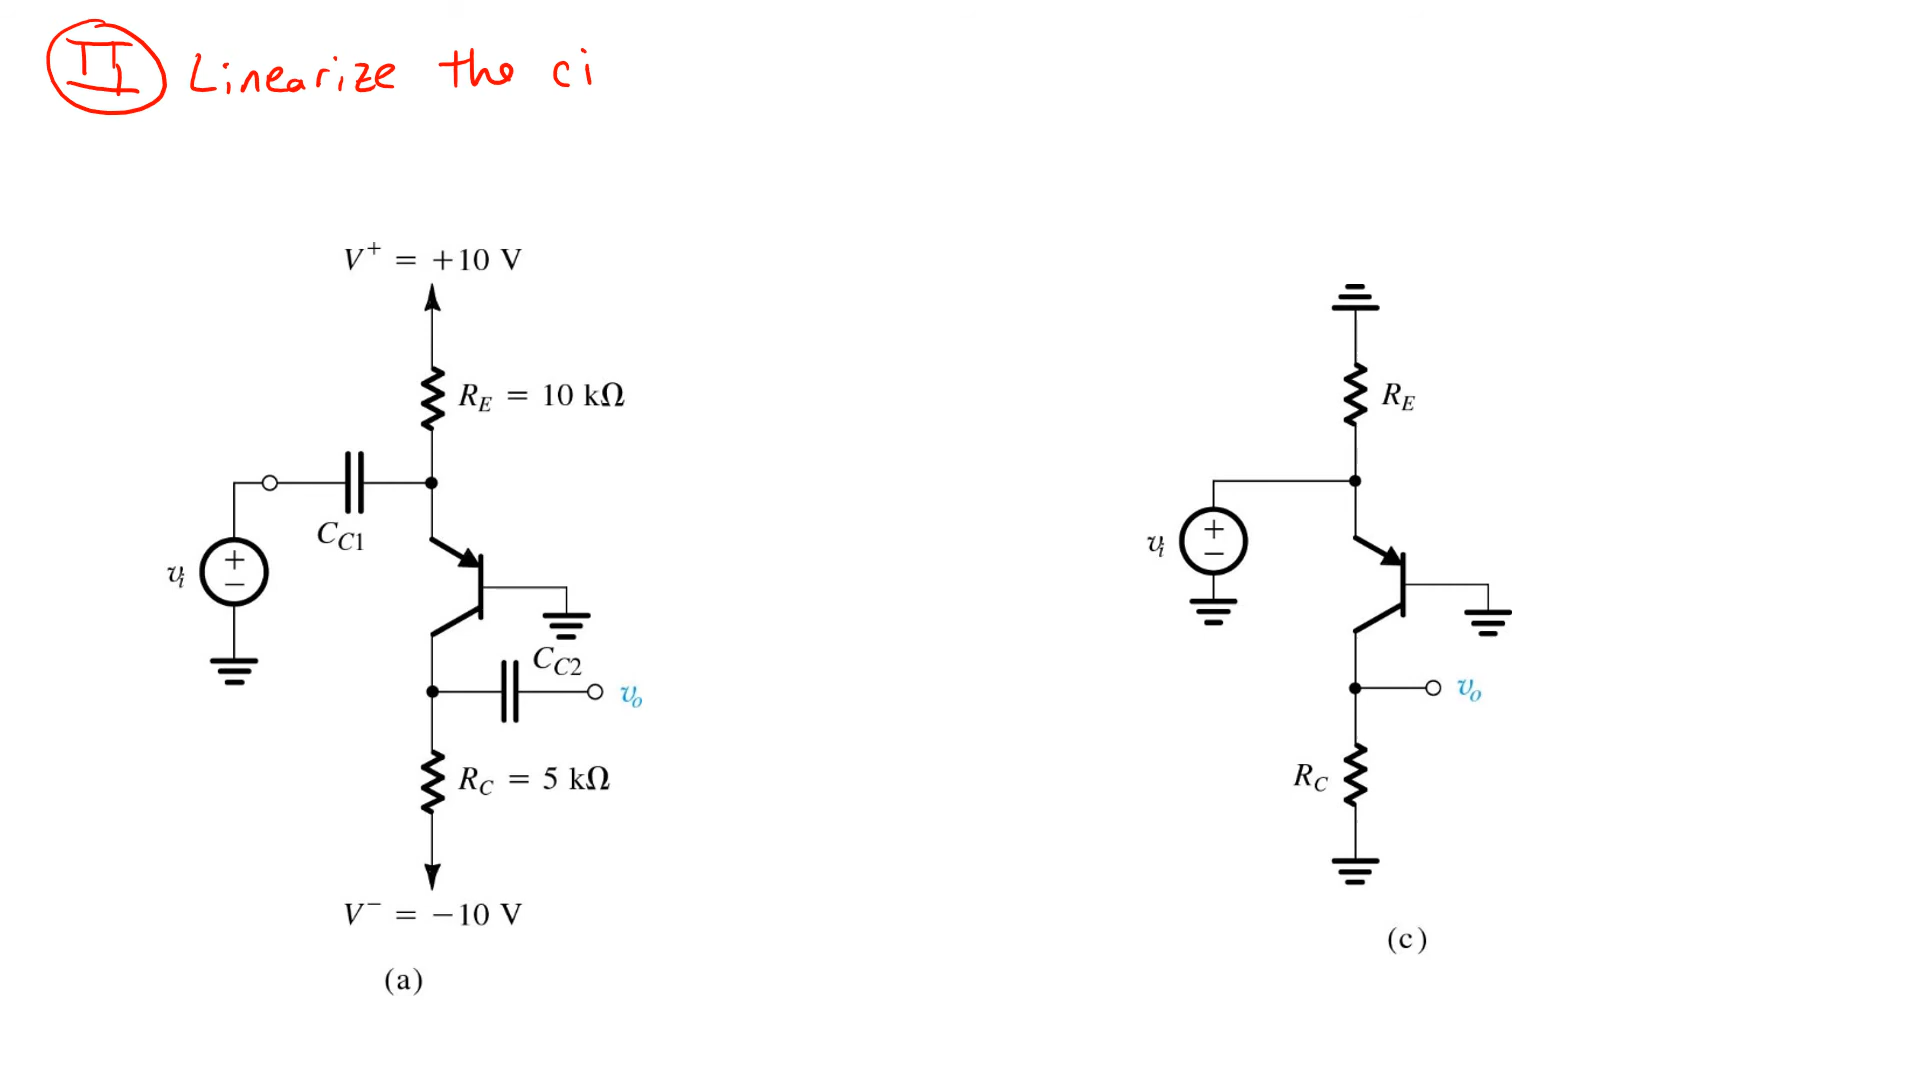 II Linearize the ci
V⁺ = +10 V
R_E = 10 kΩ
C_C1
v_i
+
−
C_C2
v_o
R_C = 5 kΩ
V⁻ = −10 V
(a)
R_E
v_i
+
−
v_o
R_C
(c)